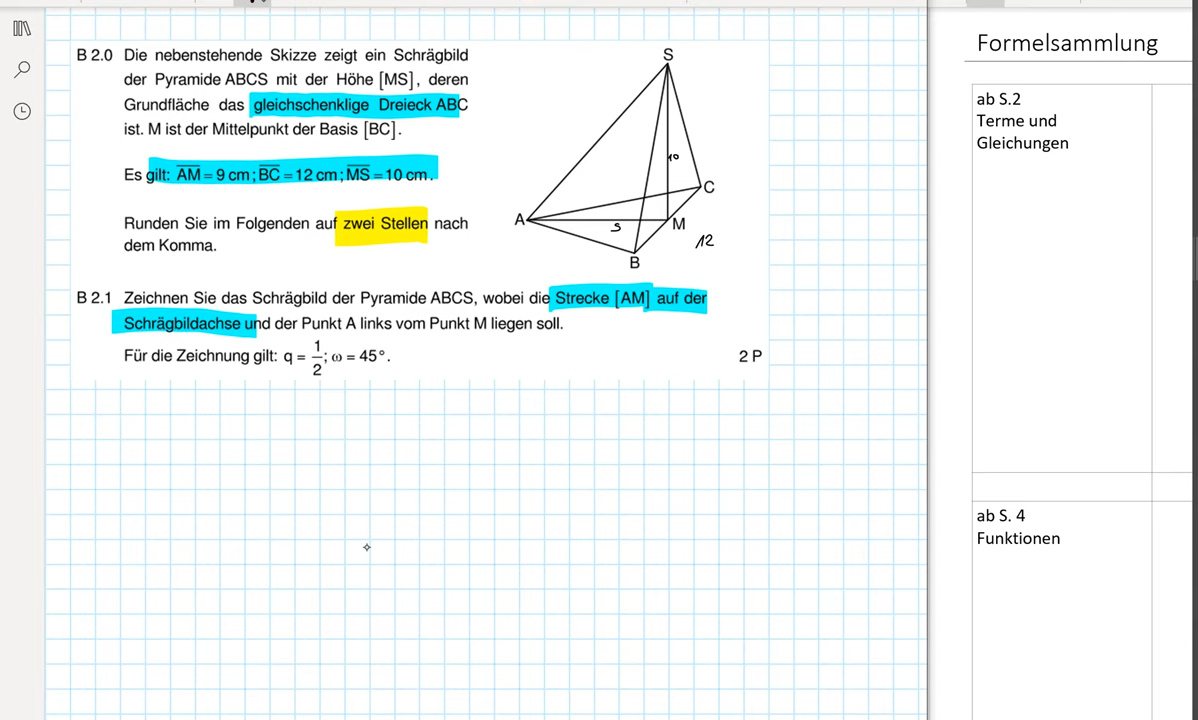 B 2.0 Die nebenstehende Skizze zeigt ein Schrägbild
der Pyramide ABCS mit der Höhe [MS], deren
Grundfläche das gleichschenklige Dreieck ABC
ist. M ist der Mittelpunkt der Basis [BC].
Es gilt: A̅M̅ = 9 cm; B̅C̅ = 12 cm; M̅S̅ = 10 cm.
Runden Sie im Folgenden auf zwei Stellen nach
dem Komma.
S
10
C
A
9
M
12
B
B 2.1 Zeichnen Sie das Schrägbild der Pyramide ABCS, wobei die Strecke [AM] auf der
Schrägbildachse und der Punkt A links vom Punkt M liegen soll.
Für die Zeichnung gilt: q = 1/2; ω = 45°.
2 P
Formelsammlung
ab S.2
Terme und
Gleichungen
ab S. 4
Funktionen